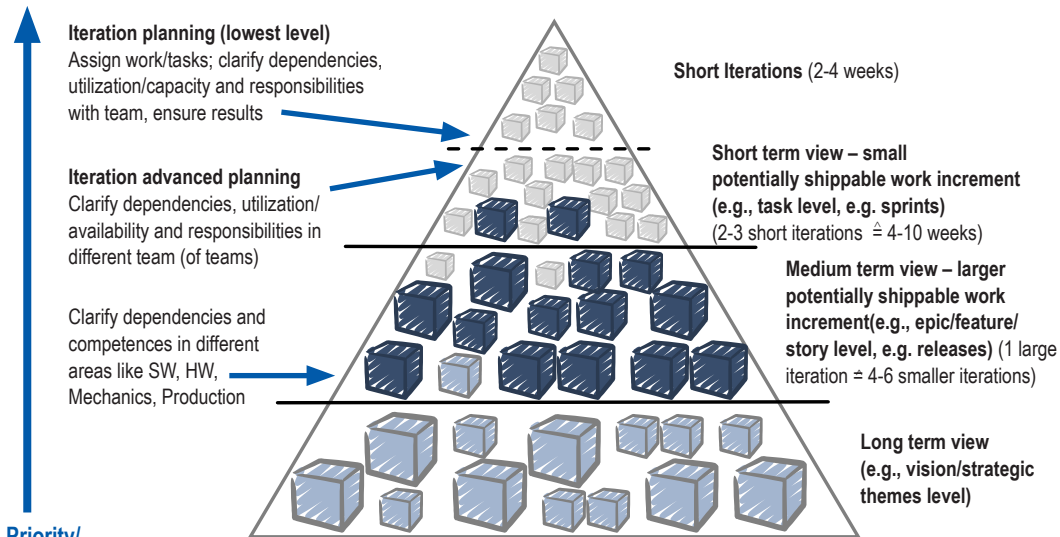 Iteration planning (lowest level)
Assign work/tasks; clarify dependencies,
utilization/capacity and responsibilities
with team, ensure results
Short Iterations (2-4 weeks)
Iteration advanced planning
Clarify dependencies, utilization/
availability and responsibilities in
different team (of teams)
Short term view – small
potentially shippable work increment
(e.g., task level, e.g. sprints)
(2-3 short iterations ≙ 4-10 weeks)
Clarify dependencies and
competences in different
areas like SW, HW,
Mechanics, Production
Medium term view – larger
potentially shippable work
increment(e.g., epic/feature/
story level, e.g. releases) (1 large
iteration ≙ 4-6 smaller iterations)
Long term view
(e.g., vision/strategic
themes level)
Priority/